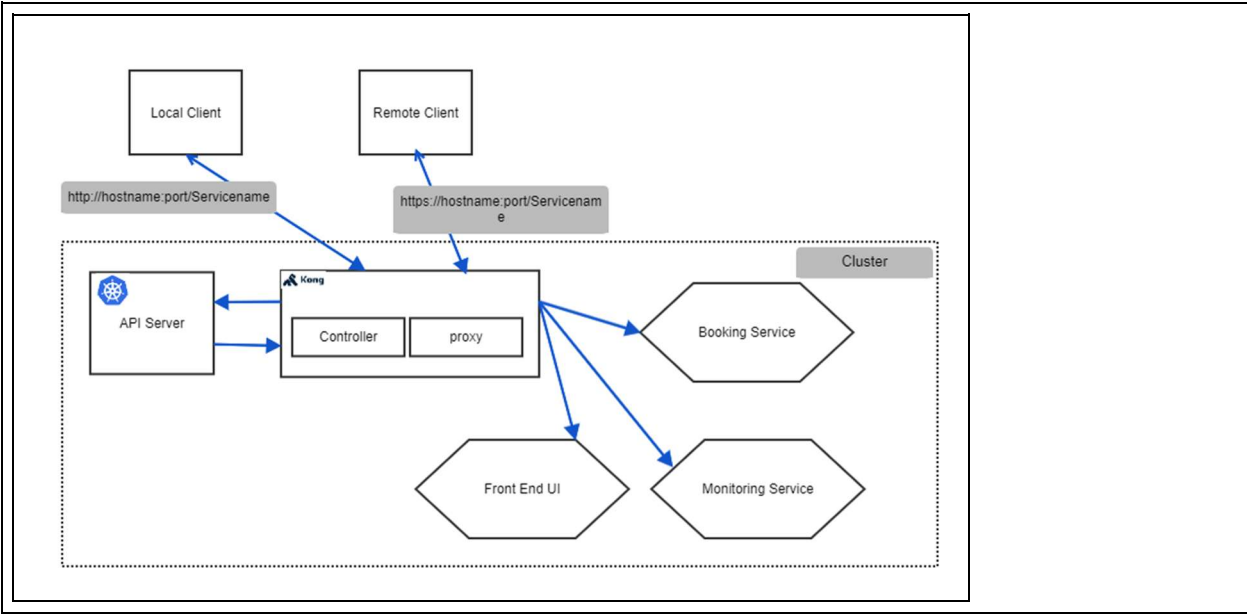 Local Client
Remote Client
http://hostname:port/Servicename
https://hostname:port/Servicenam
e
Cluster
Kong
API Server
Controller
proxy
Booking Service
Front End UI
Monitoring Service